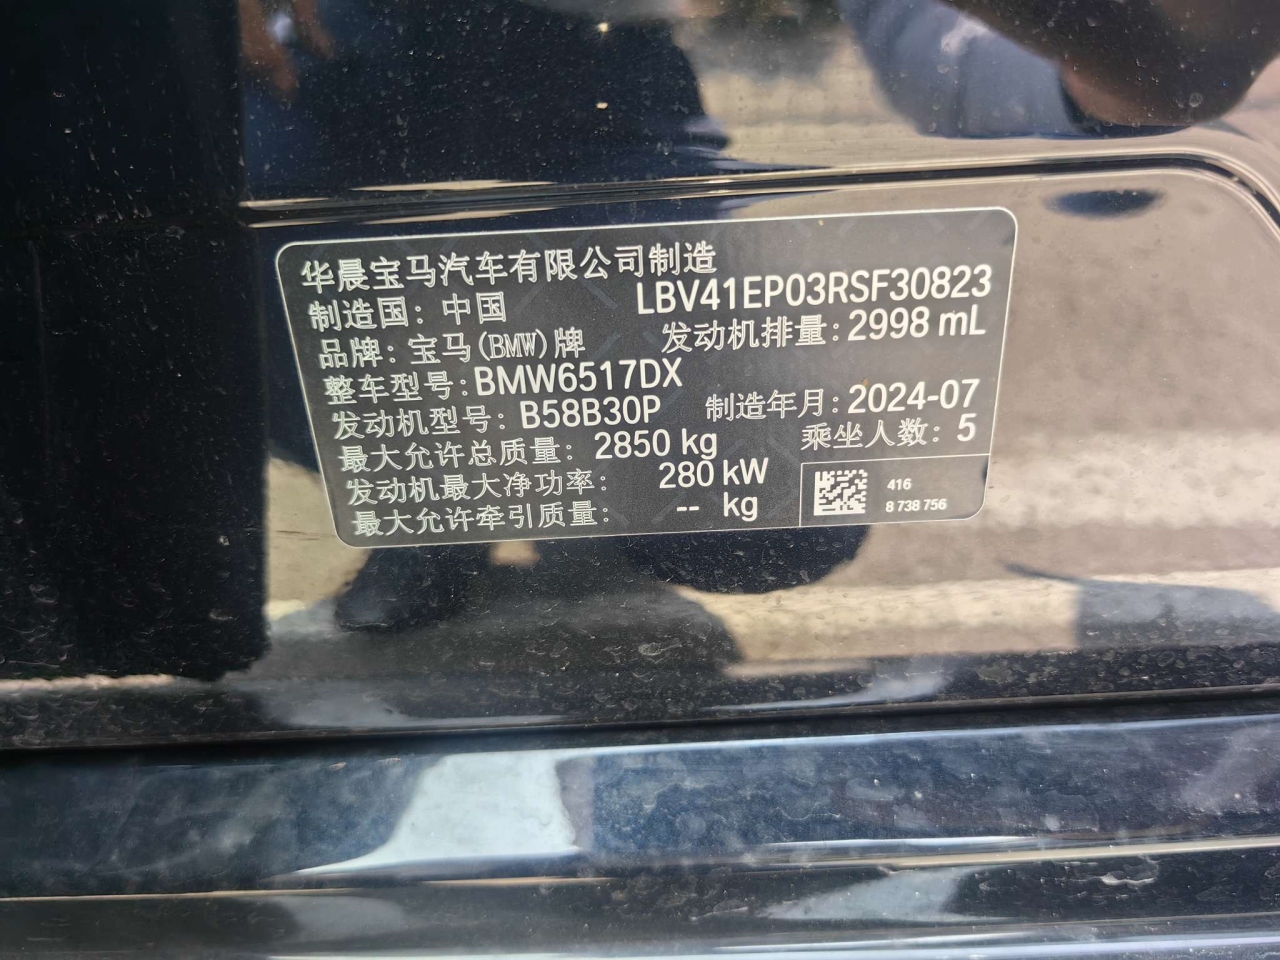 华晨宝马汽车有限公司制造
制造国：中国 LBV41EP03RSF30823
品牌：宝马(BMW)牌 发动机排量:2998 mL
整车型号:BMW6517DX
发动机型号：B58B30P 制造年月:2024-07
最大允许总质量：2850 kg 乘坐人数：5
发动机最大净功率：280 kW
最大允许牵引质量：-- kg
416
8 738 756